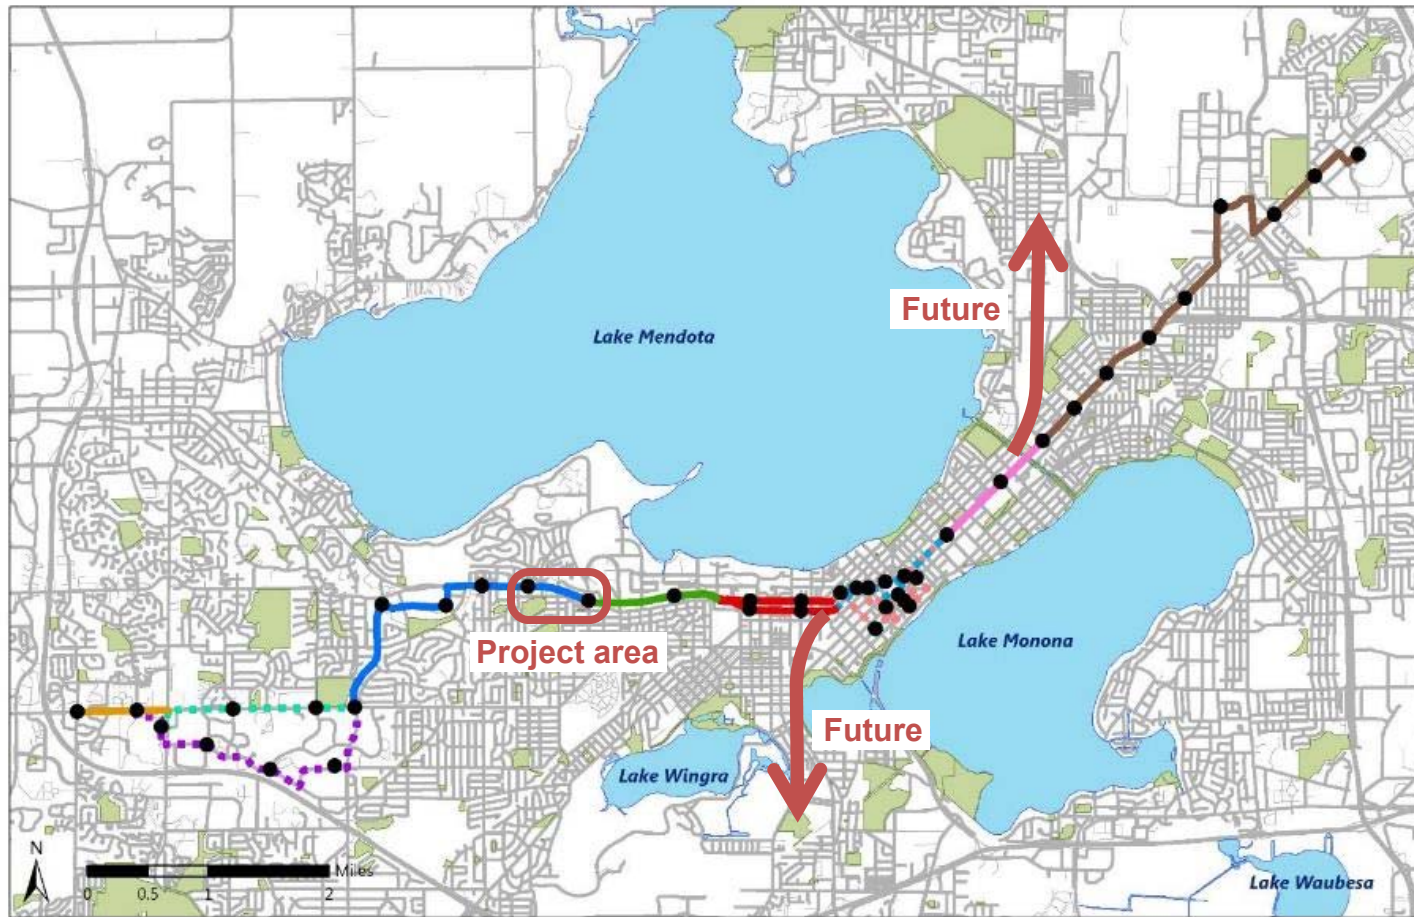 Future
Lake Mendota
Project area
Lake Monona
Future
Lake Wingra
N
Miles
0 0.5 1 2
Lake Waubesa